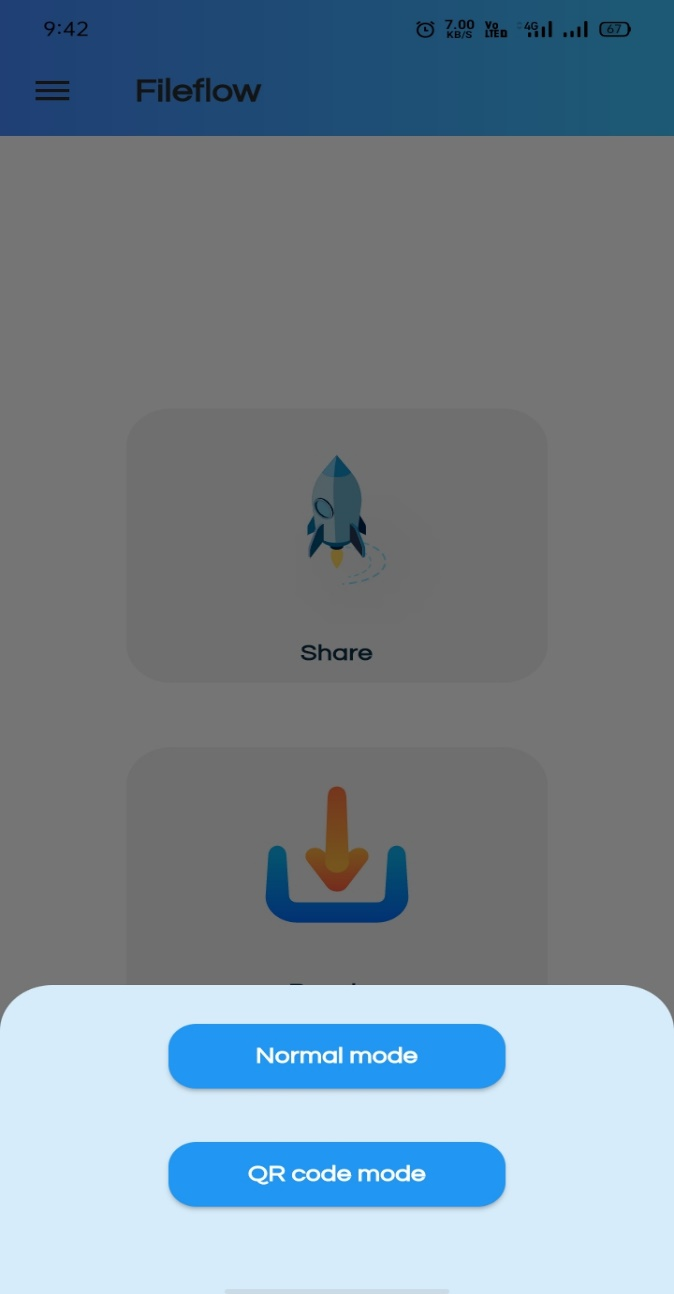 9:42
7.00
KB/S
Vo
LTE
4G
67
Fileflow
Share
Normal mode
QR code mode